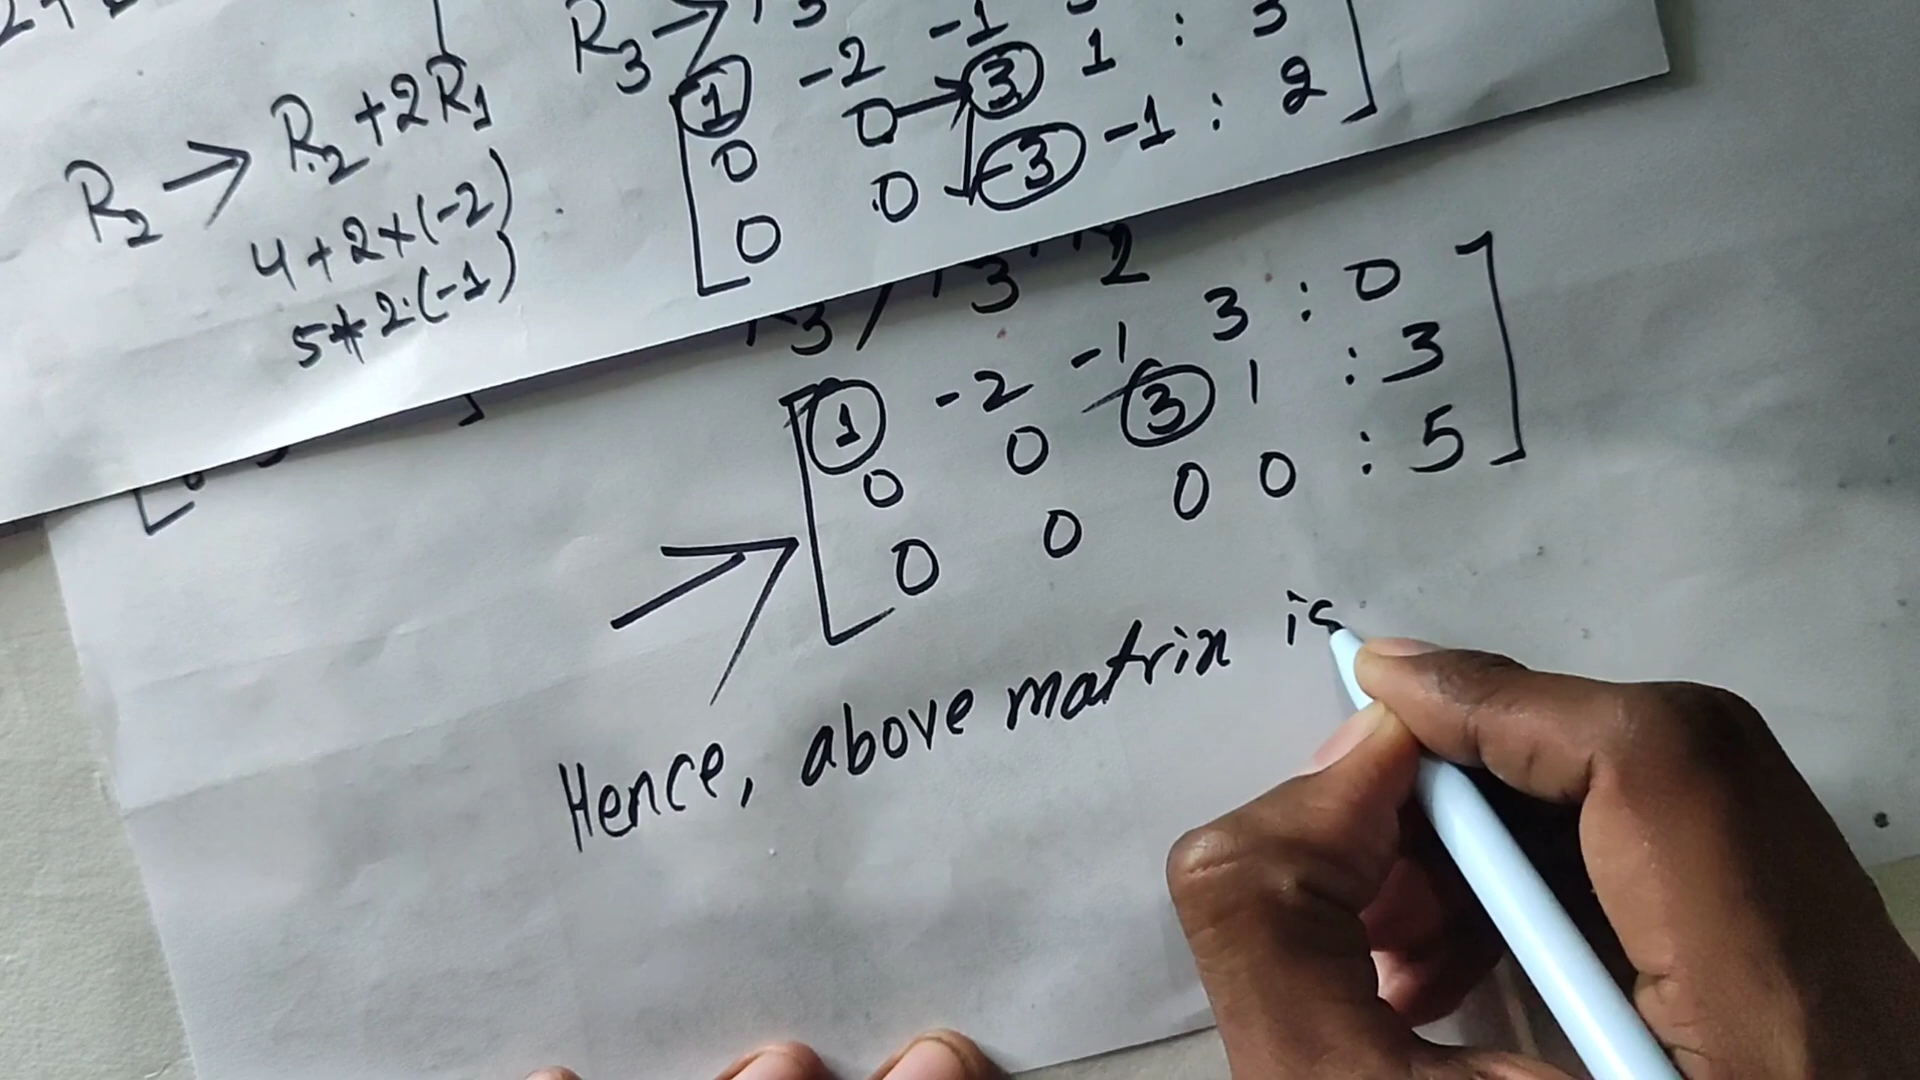 R2 → R2 + 2R1
4 + 2 × (-2)
5 * 2 · (-1)
R3 →
1 -2 -1
0 0 → 3 1 : 3
0 0 -3 -1 : 2
1 -2 -1 3 : 0
0 0 3 1 : 3
0 0 0 0 : 5
Hence, above matrix is